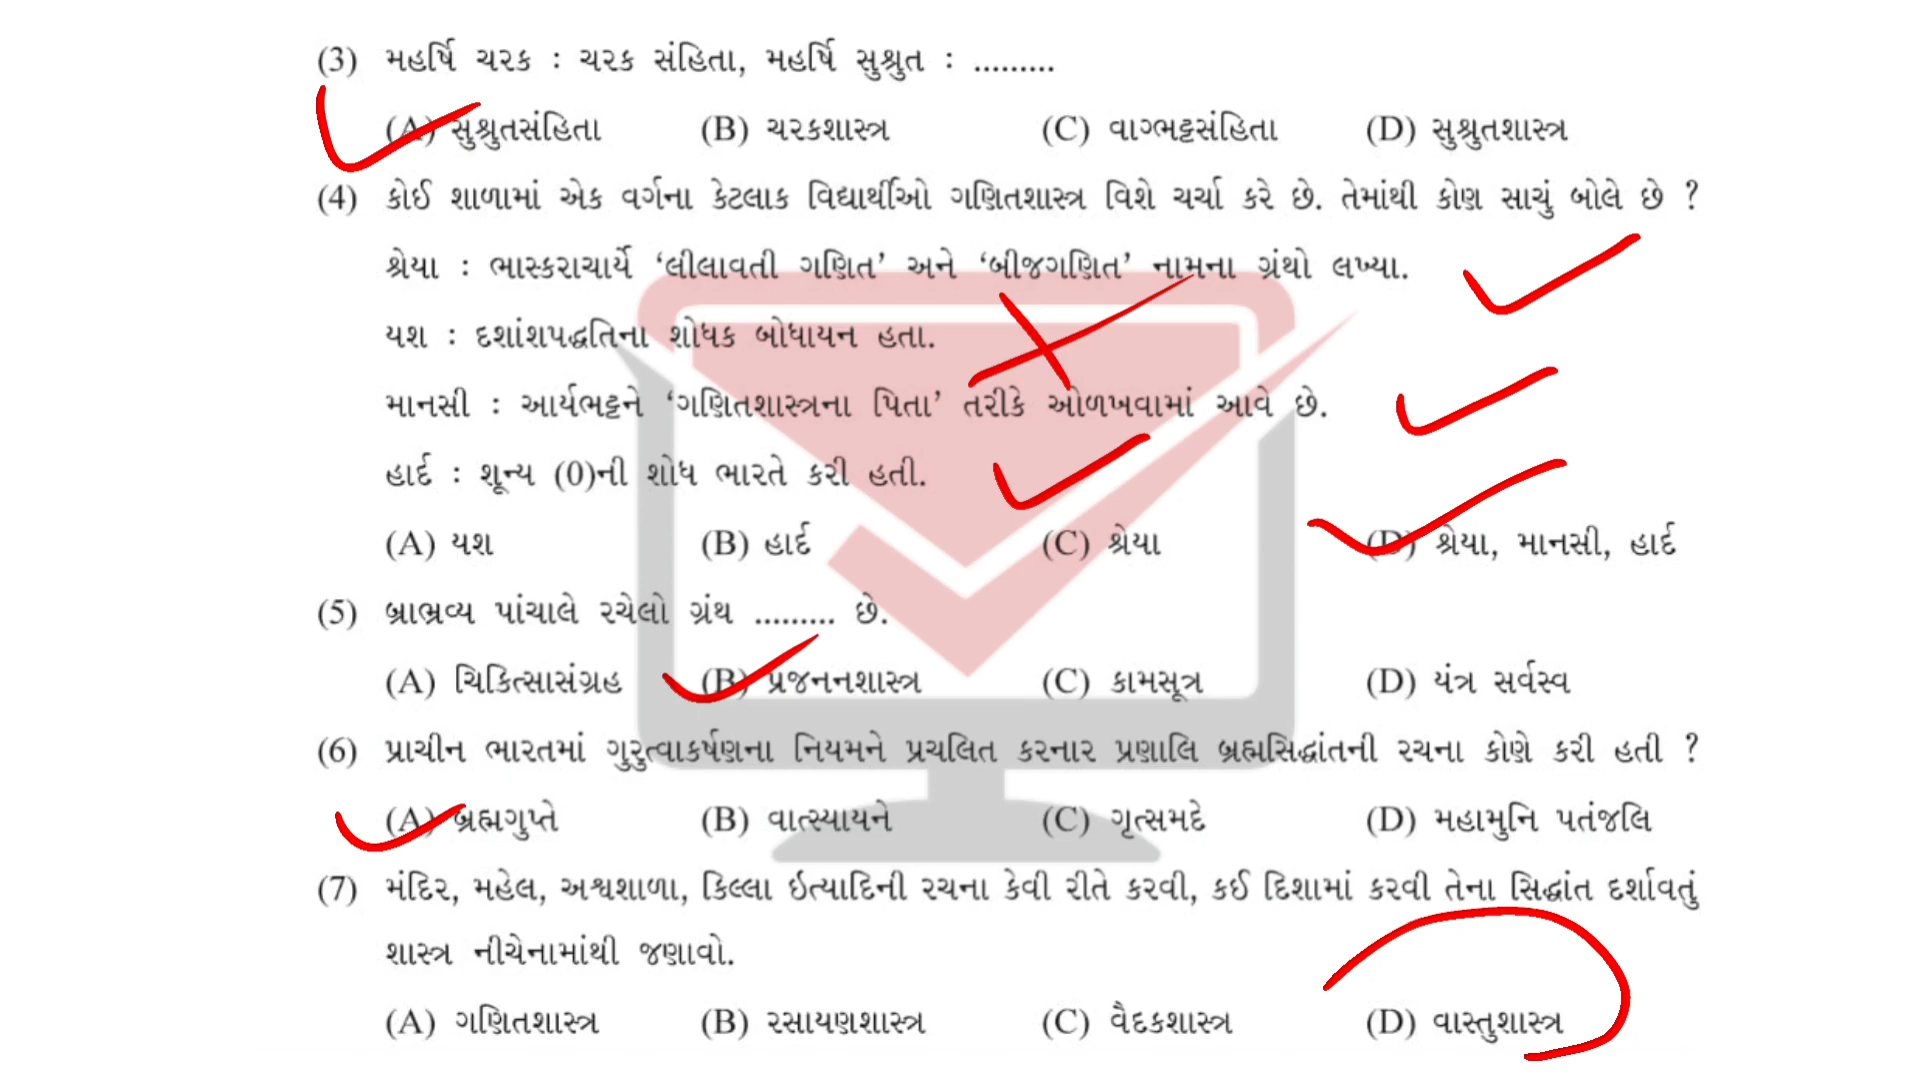 (3) મહર્ષિ ચરક : ચરક સંહિતા, મહર્ષિ સુશ્રુત : .........
(A) સુશ્રુતસંહિતા (B) ચરકશાસ્ત્ર (C) વાગ્ભટ્ટસંહિતા (D) સુશ્રુતશાસ્ત્ર
(4) કોઈ શાળામાં એક વર્ગના કેટલાક વિદ્યાર્થીઓ ગણિતશાસ્ત્ર વિશે ચર્ચા કરે છે. તેમાંથી કોણ સાચું બોલે છે ?
શ્રેયા : ભાસ્કરાચાર્યે ‘લીલાવતી ગણિત’ અને ‘બીજગણિત’ નામના ગ્રંથો લખ્યા.
યશ : દશાંશપદ્ધતિના શોધક બોધાયન હતા.
માનસી : આર્યભટ્ટને ‘ગણિતશાસ્ત્રના પિતા’ તરીકે ઓળખવામાં આવે છે.
હાર્દ : શૂન્ય (0)ની શોધ ભારતે કરી હતી.
(A) યશ (B) હાર્દ (C) શ્રેયા (D) શ્રેયા, માનસી, હાર્દ
(5) બ્રાભ્રવ્ય પાંચાલે રચેલો ગ્રંથ ......... છે.
(A) ચિકિત્સાસંગ્રહ (B) પ્રજનનશાસ્ત્ર (C) કામસૂત્ર (D) યંત્ર સર્વસ્વ
(6) પ્રાચીન ભારતમાં ગુરુત્વાકર્ષણના નિયમને પ્રચલિત કરનાર પ્રણાલિ બ્રહ્મસિદ્ધાંતની રચના કોણે કરી હતી ?
(A) બ્રહ્મગુપ્તે (B) વાત્સ્યાયને (C) ગૃત્સમદે (D) મહામુનિ પતંજલિ
(7) મંદિર, મહેલ, અશ્વશાળા, કિલ્લા ઇત્યાદિની રચના કેવી રીતે કરવી, કઈ દિશામાં કરવી તેના સિદ્ધાંત દર્શાવતું
શાસ્ત્ર નીચેનામાંથી જણાવો.
(A) ગણિતશાસ્ત્ર (B) રસાયણશાસ્ત્ર (C) વૈદકશાસ્ત્ર (D) વાસ્તુશાસ્ત્ર